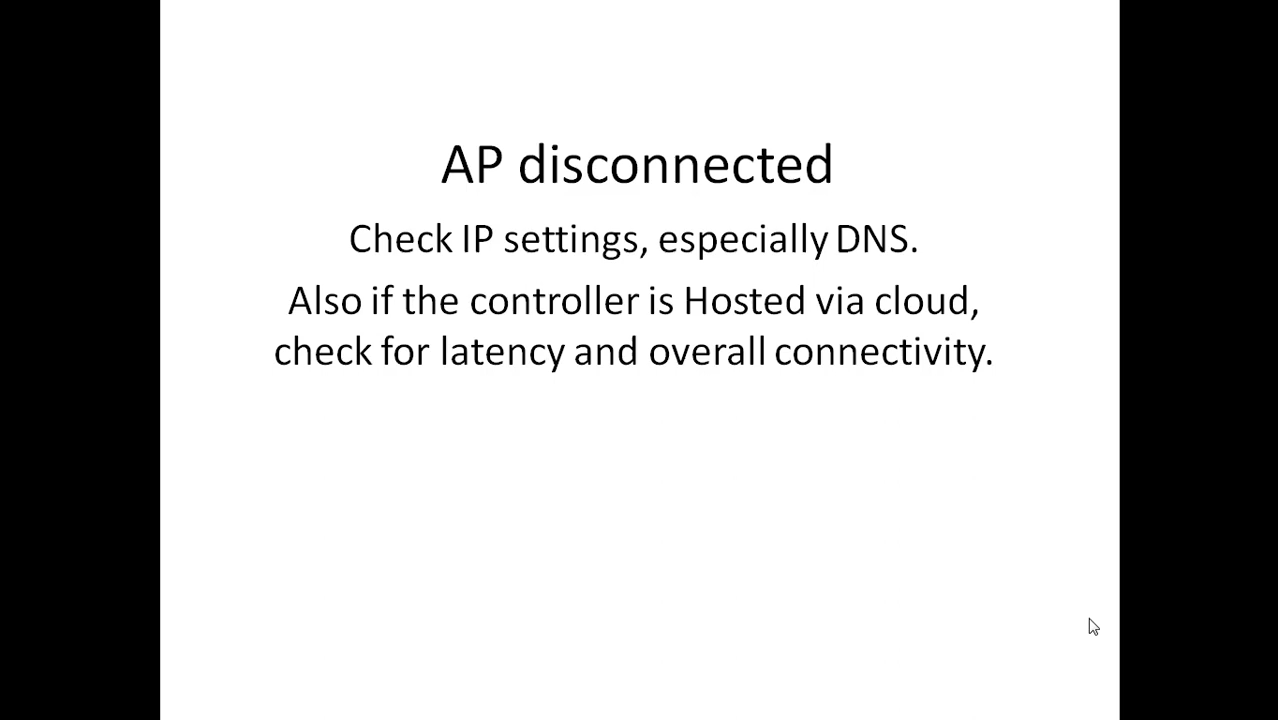 AP disconnected
Check IP settings, especially DNS.
Also if the controller is Hosted via cloud,
check for latency and overall connectivity.